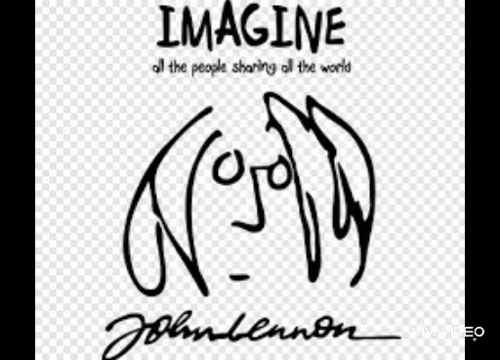 IMAGINE
all the people sharing all the world
John Lennon
VIVAVIDEO